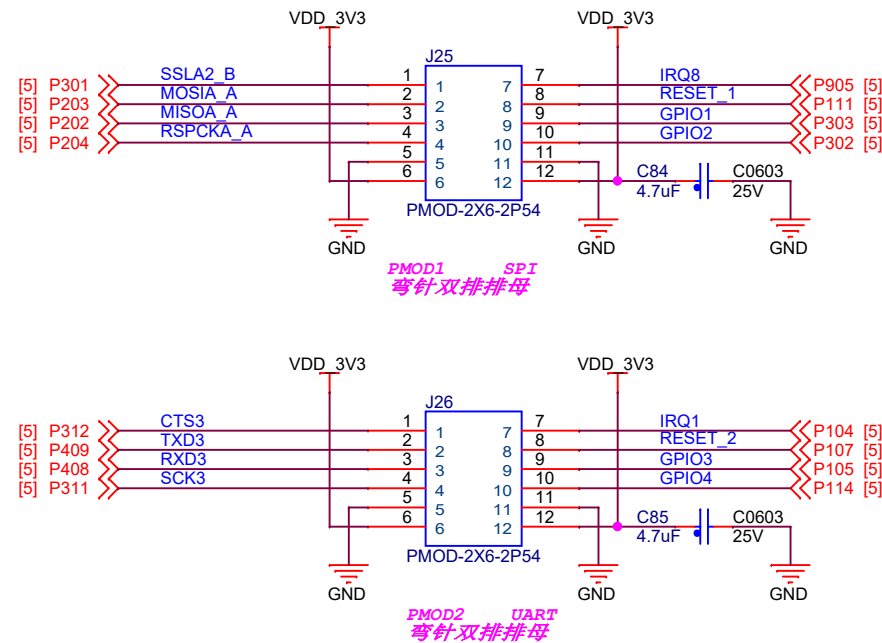 VDD_3V3 VDD_3V3
J25
[5] P301 SSLA2_B 1 1 7 7 IRQ8 P905 [5]
[5] P203 MOSIA_A 2 2 8 8 RESET_1 P111 [5]
[5] P202 MISOA_A 3 3 9 9 GPIO1 P303 [5]
[5] P204 RSPCKA_A 4 4 10 10 GPIO2 P302 [5]
5 5 11 11
6 6 12 12 C84 C0603
4.7uF 25V
PMOD-2X6-2P54
GND GND GND
PMOD1 SPI
弯针双排排母
VDD_3V3 VDD_3V3
J26
[5] P312 CTS3 1 1 7 7 IRQ1 P104 [5]
[5] P409 TXD3 2 2 8 8 RESET_2 P107 [5]
[5] P408 RXD3 3 3 9 9 GPIO3 P105 [5]
[5] P311 SCK3 4 4 10 10 GPIO4 P114 [5]
5 5 11 11
6 6 12 12 C85 C0603
4.7uF 25V
PMOD-2X6-2P54
GND GND GND
PMOD2 UART
弯针双排排母